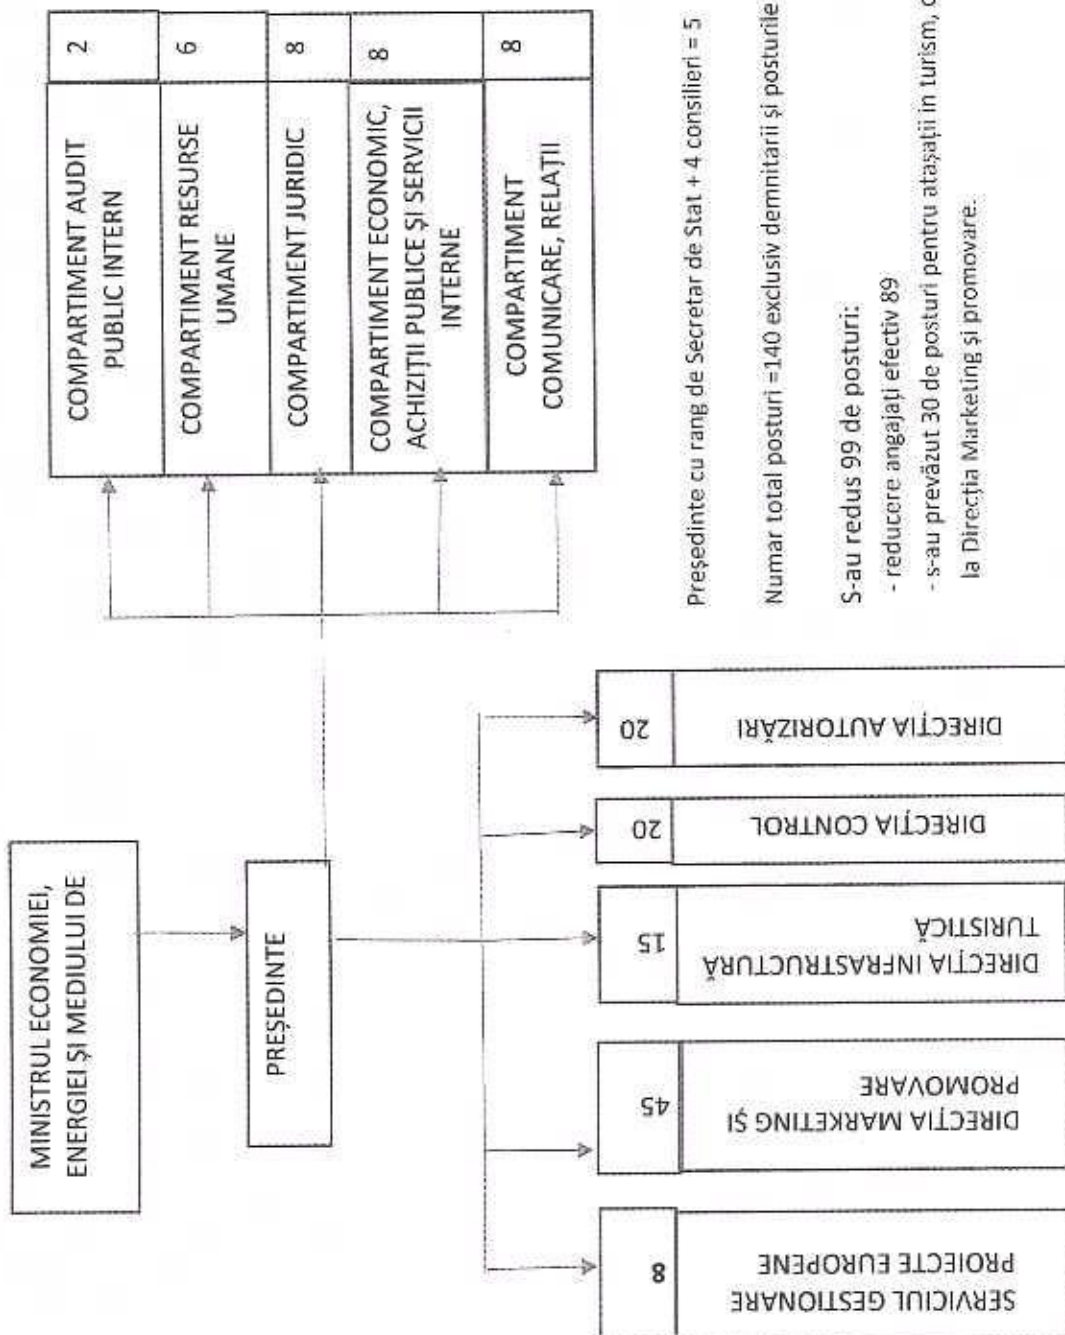 MINISTRUL ECONOMIEI,
ENERGIEI ȘI MEDIULUI DE
PREȘEDINTE
COMPARTIMENT AUDIT
PUBLIC INTERN
2
COMPARTIMENT RESURSE
UMANE
6
COMPARTIMENT JURIDIC
8
COMPARTIMENT ECONOMIC,
ACHIZIȚII PUBLICE ȘI SERVICII
INTERNE
8
COMPARTIMENT
COMUNICARE, RELAȚII
8
SERVICIUL GESTIONARE
PROIECTE EUROPENE
8
DIRECȚIA MARKETING ȘI
PROMOVARE
45
DIRECȚIA INFRASTRUCTURĂ
TURISTICĂ
15
DIRECȚIA CONTROL
20
DIRECȚIA AUTORIZĂRI
20
Președinte cu rang de Secretar de Stat + 4 consilieri = 5
Numar total posturi =140 exclusiv demnitarii și posturile
S-au redus 99 de posturi:
- reducere angajați efectiv 89
- s-au prevăzut 30 de posturi pentru atașații in turism,
la Direcția Marketing și promovare.